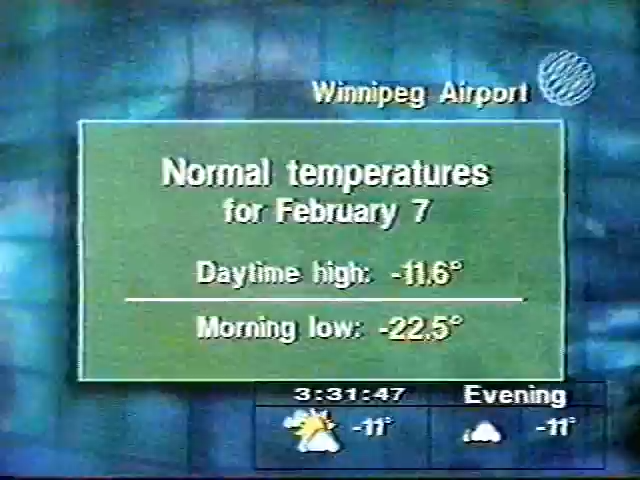 Winnipeg Airport
Normal temperatures
for February 7
Daytime high: -11.6°
Morning low: -22.5°
3:31:47 Evening
-11° -11°